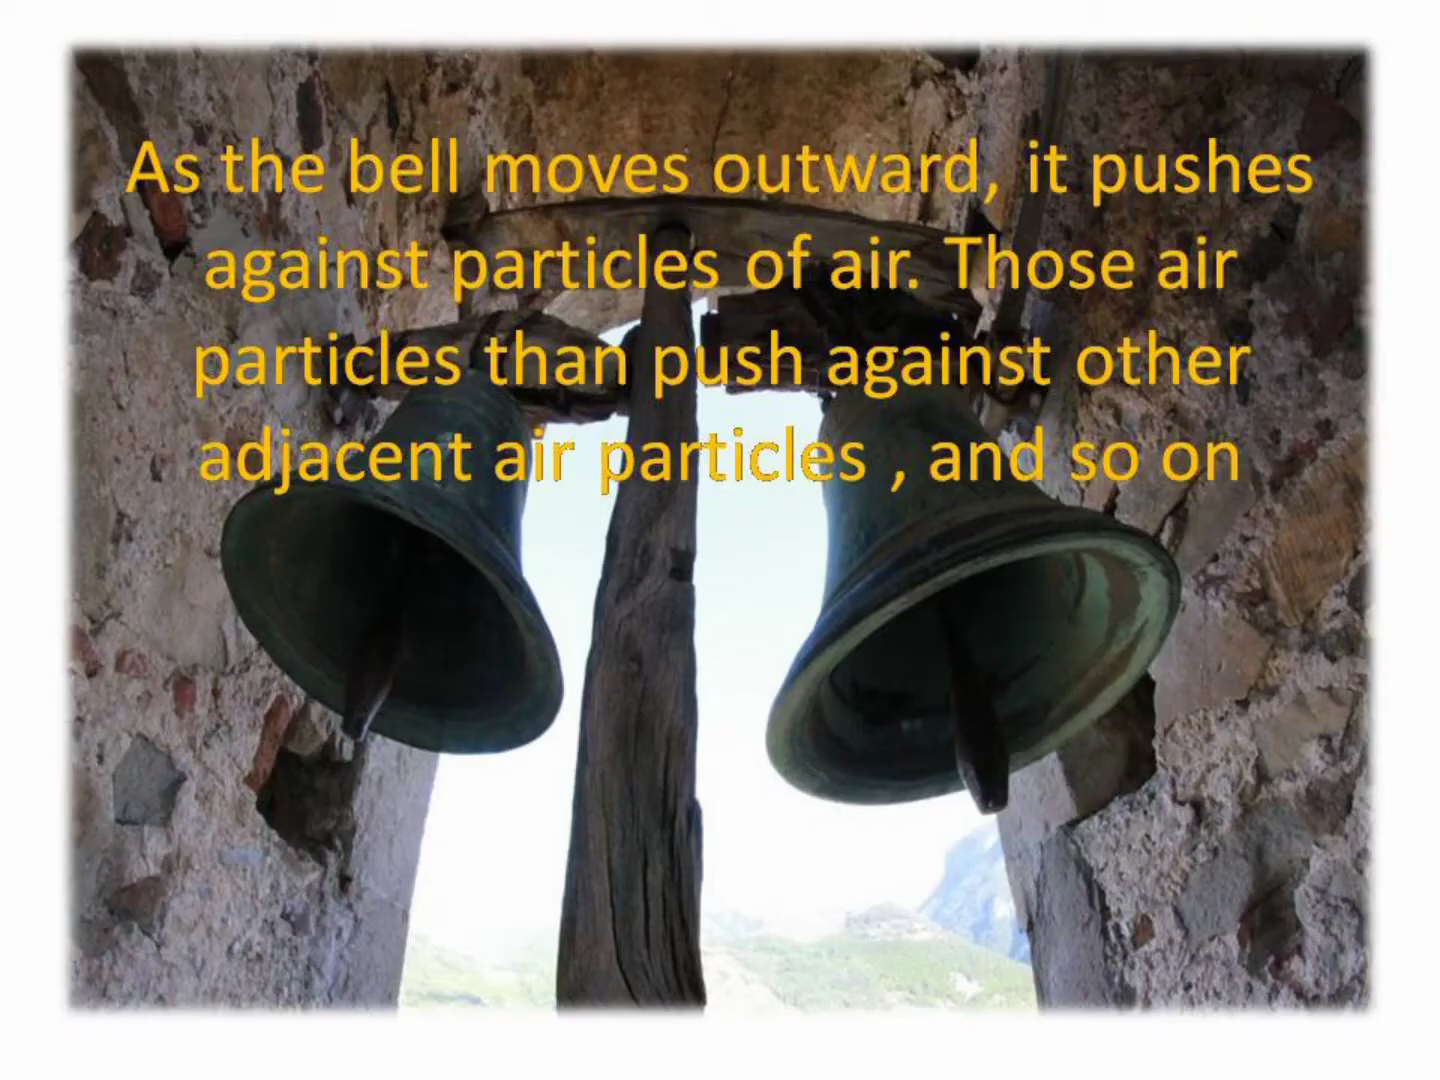 As the bell moves outward, it pushes
against particles of air. Those air
particles than push against other
adjacent air particles , and so on